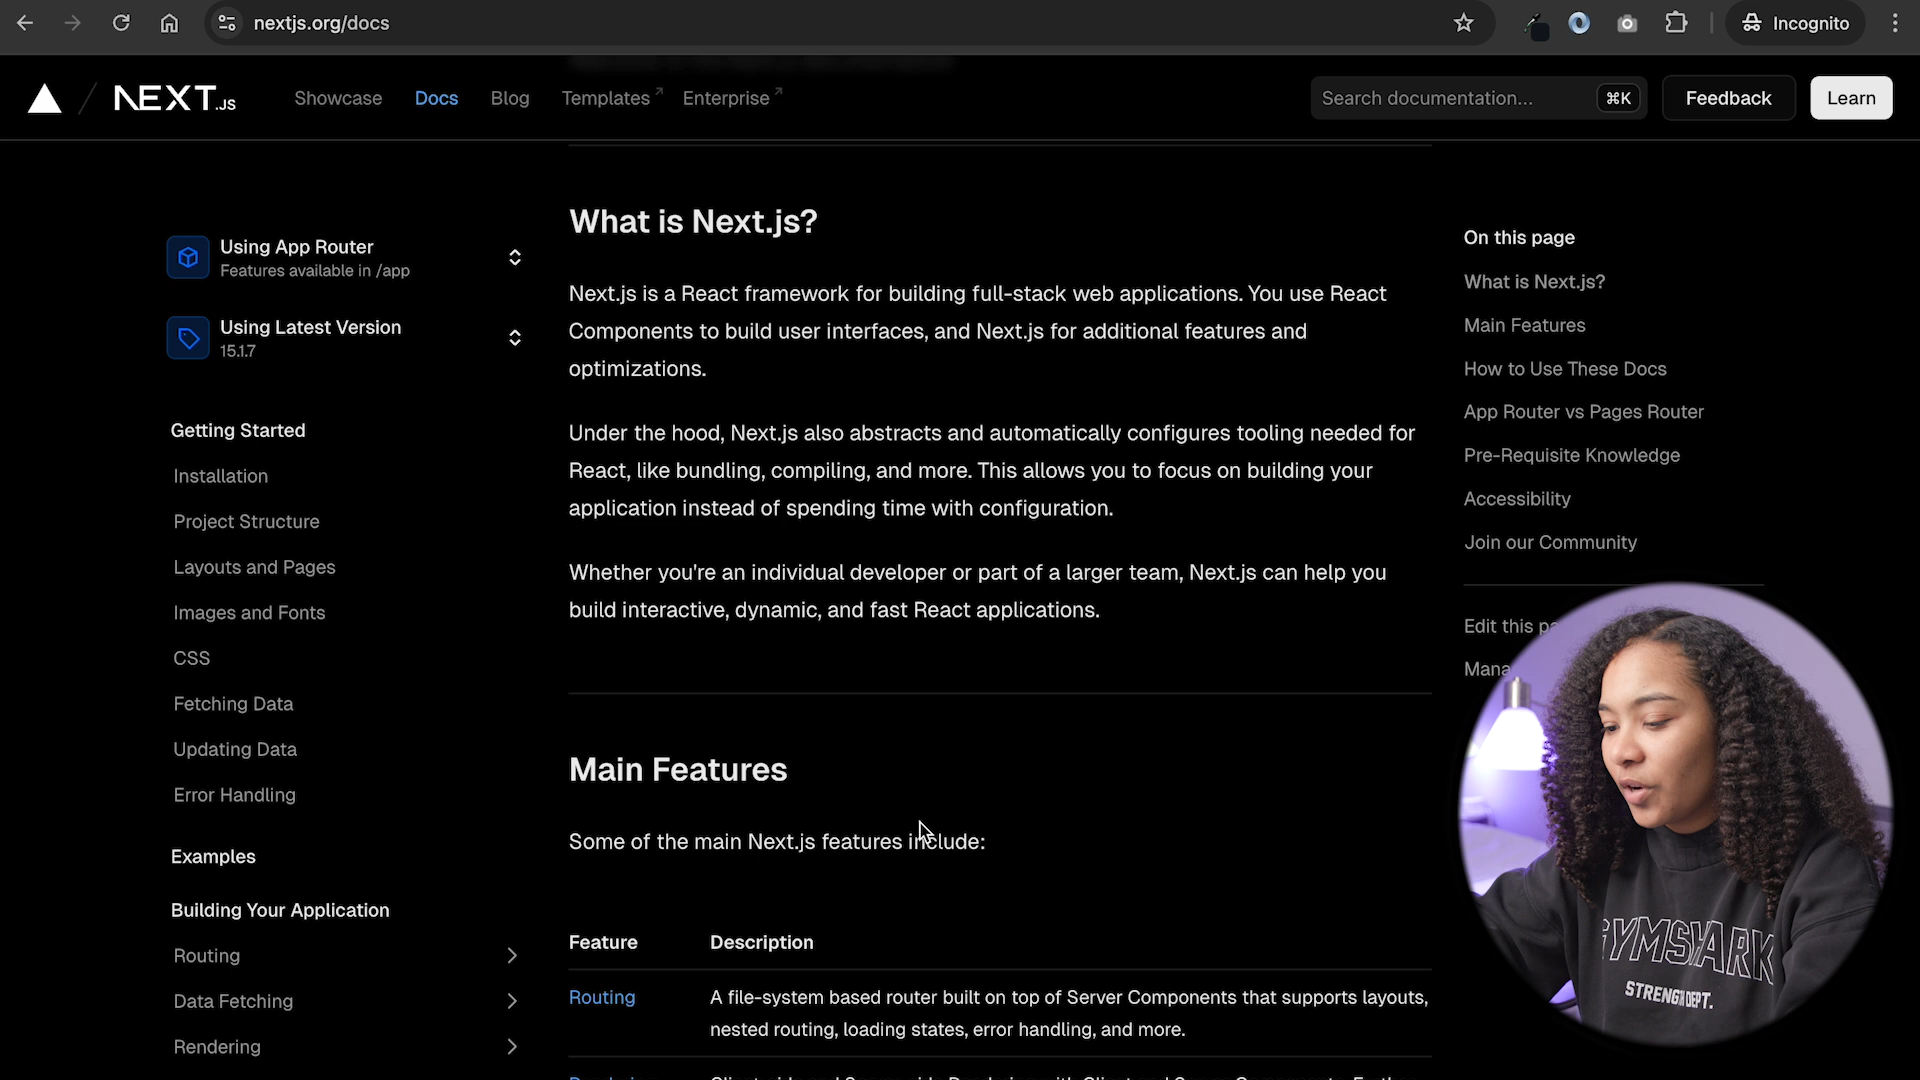 nextjs.org/docs
Incognito
NEXT.JS
Showcase
Docs
Blog
Templates
Enterprise
Search documentation...
⌘K
Feedback
Learn
Using App Router
Features available in /app
Using Latest Version
15.1.7
Getting Started
Installation
Project Structure
Layouts and Pages
Images and Fonts
CSS
Fetching Data
Updating Data
Error Handling
Examples
Building Your Application
Routing
Data Fetching
Rendering
What is Next.js?
Next.js is a React framework for building full-stack web applications. You use React
Components to build user interfaces, and Next.js for additional features and
optimizations.
Under the hood, Next.js also abstracts and automatically configures tooling needed for
React, like bundling, compiling, and more. This allows you to focus on building your
application instead of spending time with configuration.
Whether you're an individual developer or part of a larger team, Next.js can help you
build interactive, dynamic, and fast React applications.
Main Features
Some of the main Next.js features include:
Feature Description
Routing A file-system based router built on top of Server Components that supports layouts,
nested routing, loading states, error handling, and more.
On this page
What is Next.js?
Main Features
How to Use These Docs
App Router vs Pages Router
Pre-Requisite Knowledge
Accessibility
Join our Community
Edit this
GYMSHARK
STRENGTH DEPT.